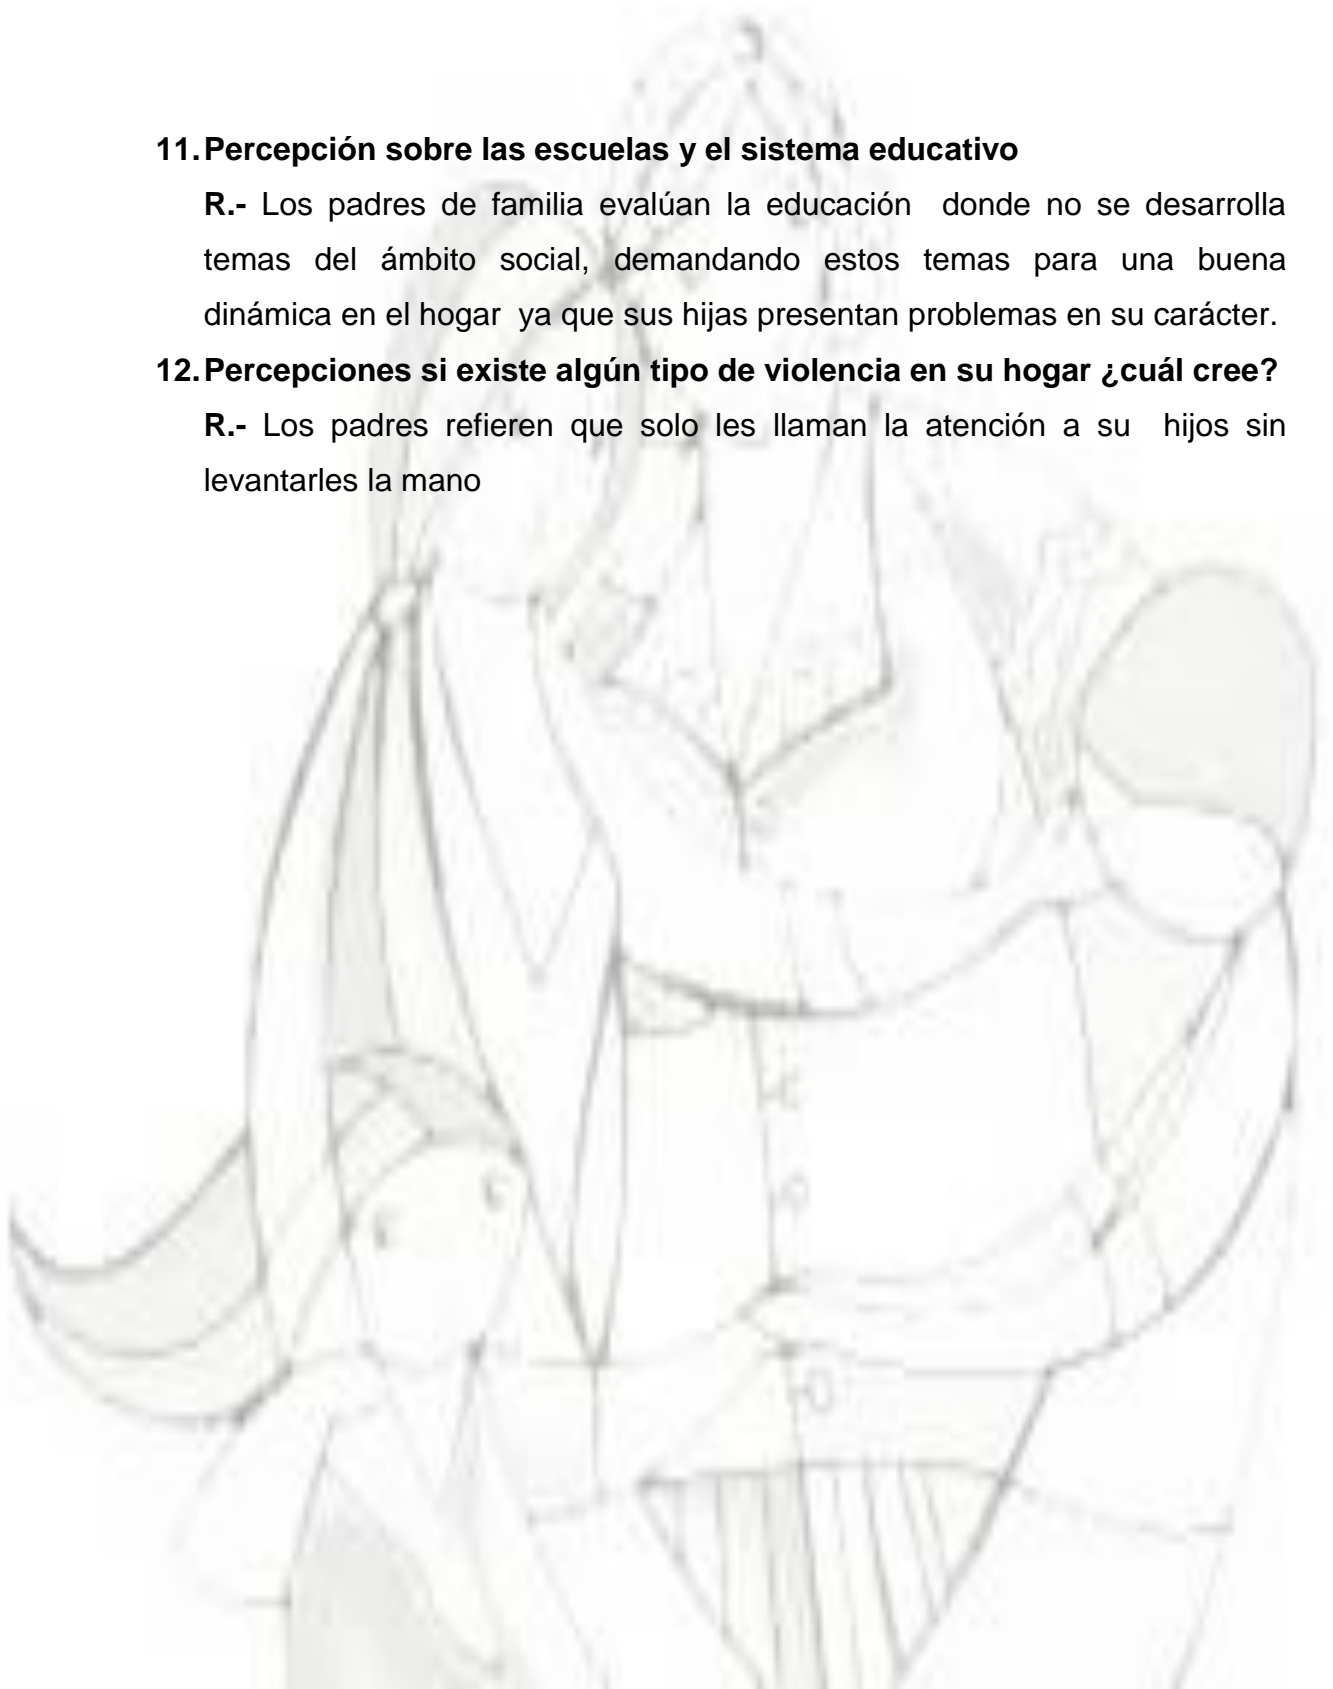 11. Percepción sobre las escuelas y el sistema educativo
R.- Los padres de familia evalúan la educación donde no se desarrolla
temas del ámbito social, demandando estos temas para una buena
dinámica en el hogar ya que sus hijas presentan problemas en su carácter.
12. Percepciones si existe algún tipo de violencia en su hogar ¿cuál cree?
R.- Los padres refieren que solo les llaman la atención a su hijos sin
levantarles la mano